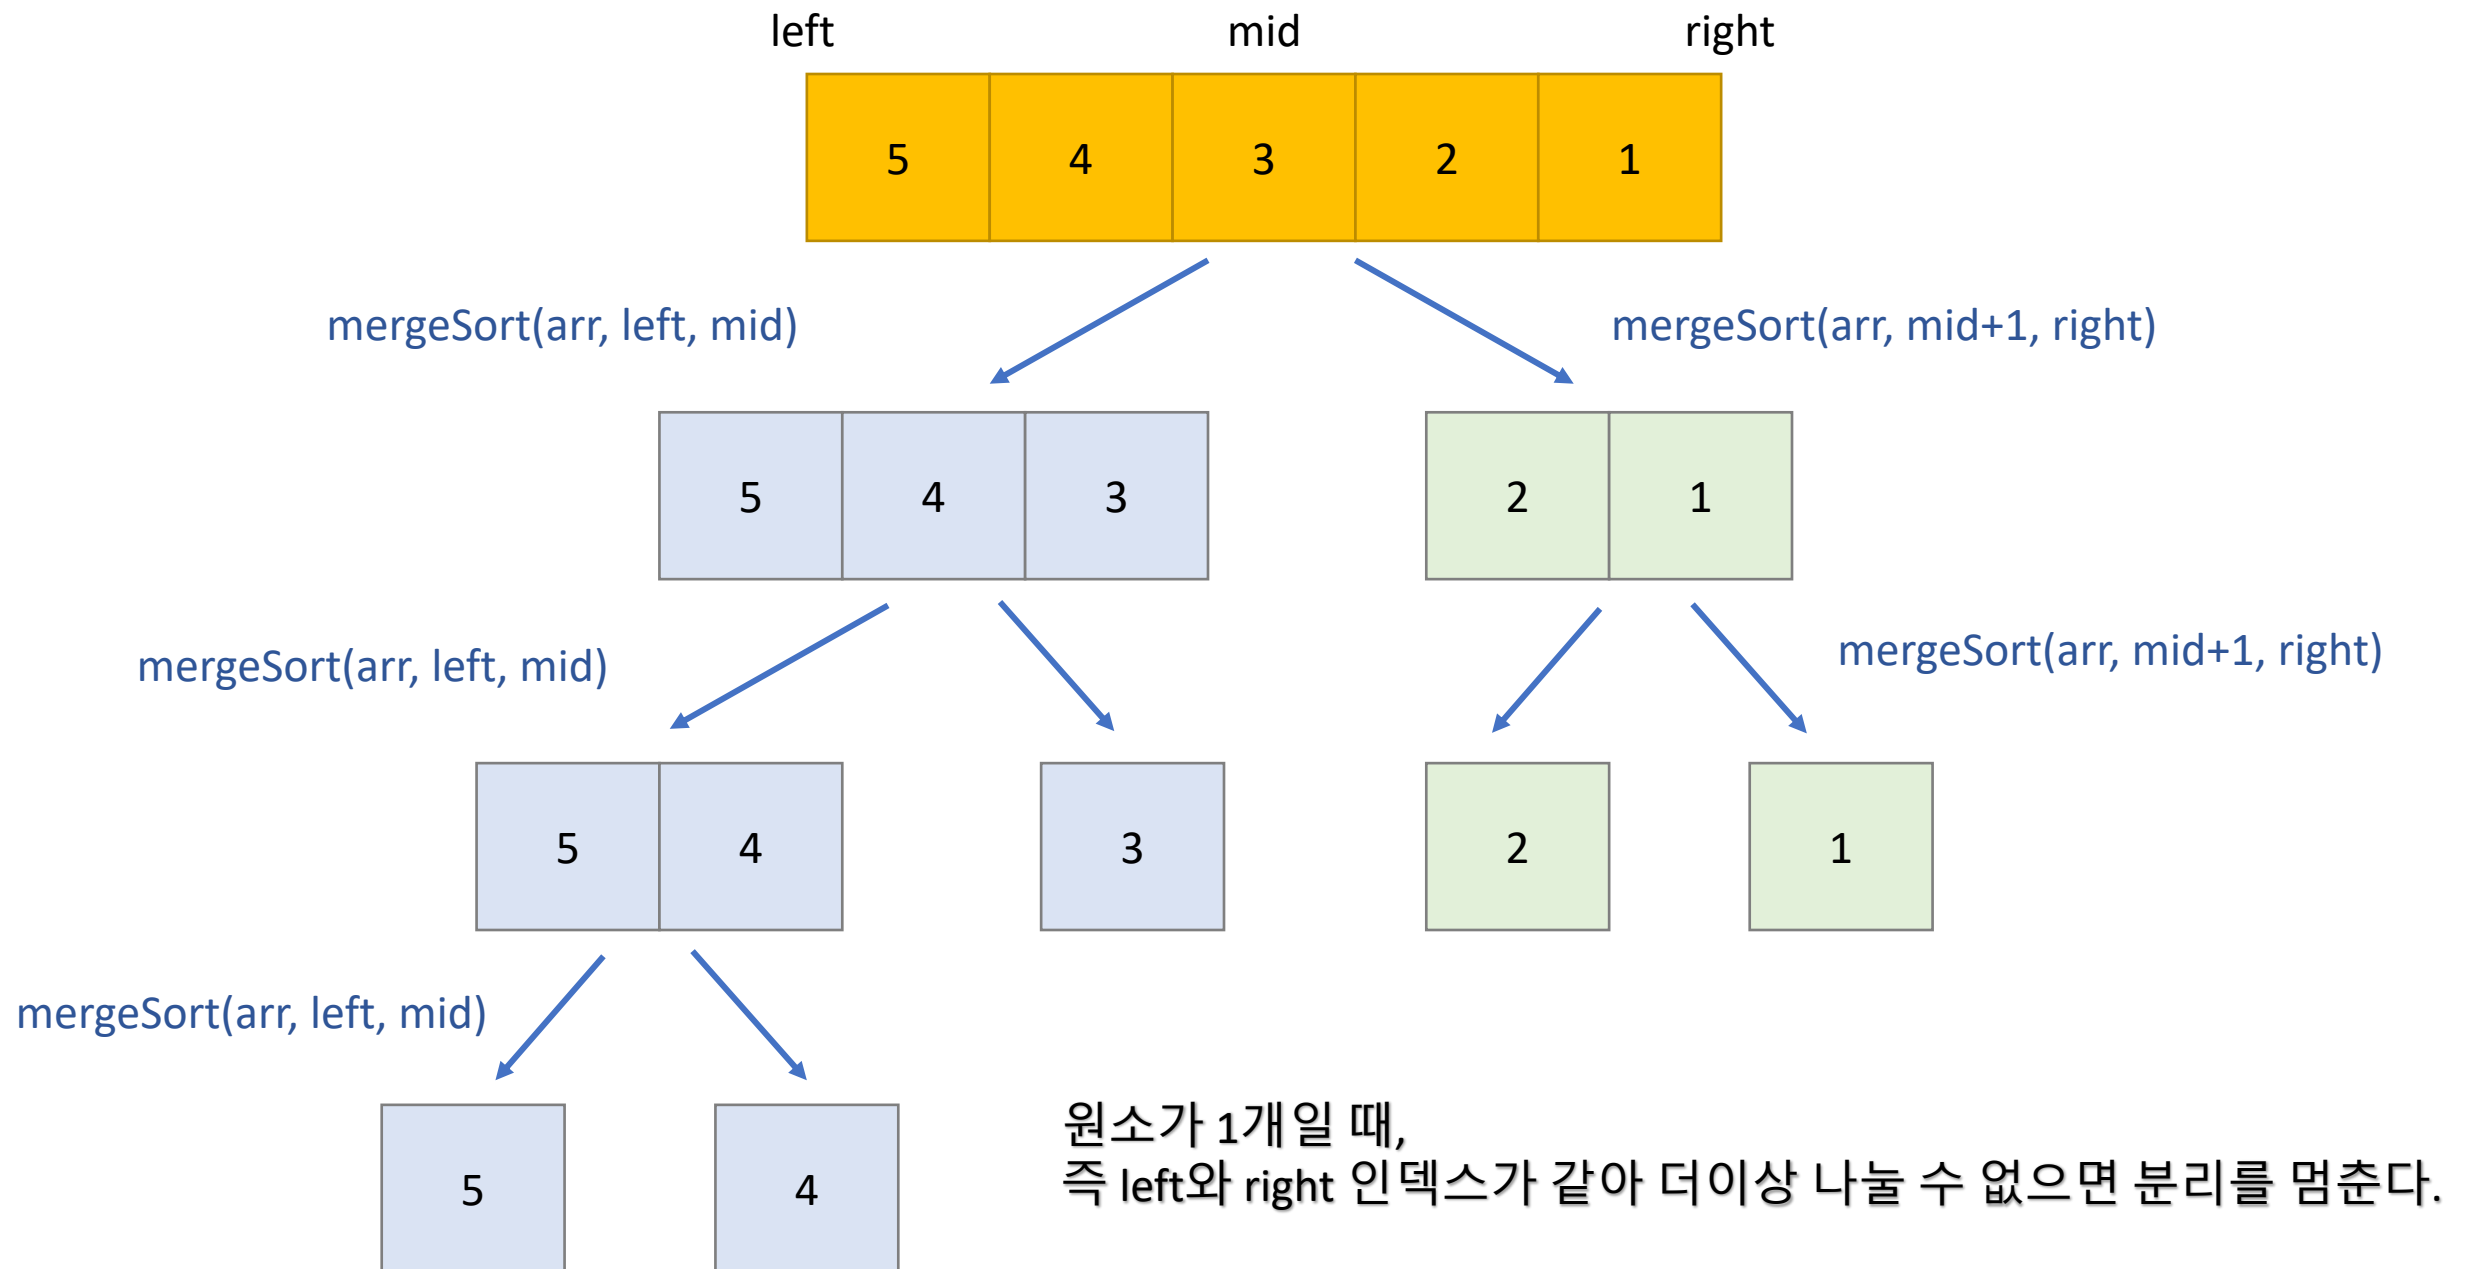 left mid right
5 4 3 2 1
mergeSort(arr, left, mid) mergeSort(arr, mid+1, right)
5 4 3 2 1
mergeSort(arr, left, mid) mergeSort(arr, mid+1, right)
5 4 3 2 1
mergeSort(arr, left, mid)
5 4
원소가 1개일 때,
즉 left와 right 인덱스가 같아 더이상 나눌 수 없으면 분리를 멈춘다.